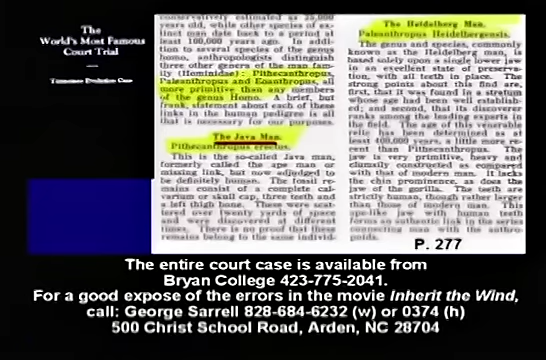 The
World's Most Famous
Court Trial
Tennessee Evolution Case
conservatively estimated as 25,000
years old, while other species of ex-
tinct man date back to a period at
least 100,000 years ago. In addi-
tion to several species of the genus
homo, anthropologists distinguish
three other genera of the man fam-
ily (Hominidae): Pithecanthropus,
Paleanthropus and Eoanthropus, all
more primitive than any members
of the genus Homo. A brief, but
frank, statement about each of these
links in the human pedigree is all
that is necessary for our purposes.
The Java Man.
Pithecanthropus erectus.
This is the so-called Java man,
formerly called the ape man or
missing link, but now adjudged to
be definitely human. The fossil re-
mains consist of a complete cal-
varium or skull cap, three teeth and
a left thigh bone. These were scat-
tered over twenty yards of space
and were discovered at different
times. There is no proof that these
remains belong to the same individ-
The Heidelberg Man.
Paleanthropus Heidelbergensis.
The genus and species, commonly
known as the Heidelberg man, is
based solely upon a single lower jaw
in an excellent state of preserva-
tion, with all teeth in place. The
strong points about this find are,
first, that it was found in a stratum
whose age had been well establish-
ed; and second, that its discoverer
ranks among the leading experts in
the field. The age of this venerable
relic has been determined as at
least 400,000 years, a little more re-
cent than Pithecanthropus. The
jaw is very primitive, heavy and
clumsily constructed as compared
with that of modern man. It lacks
the chin prominence, as does the
jaw of the gorilla. The teeth are
strictly human, though rather larger
than those of modern man. This
ape-like jaw with human teeth
forms an authentic link in the series
connecting man with the anthro-
poids.
P. 277
The entire court case is available from
Bryan College 423-775-2041.
For a good expose of the errors in the movie Inherit the Wind,
call: George Sarrell 828-684-6232 (w) or 0374 (h)
500 Christ School Road, Arden, NC 28704